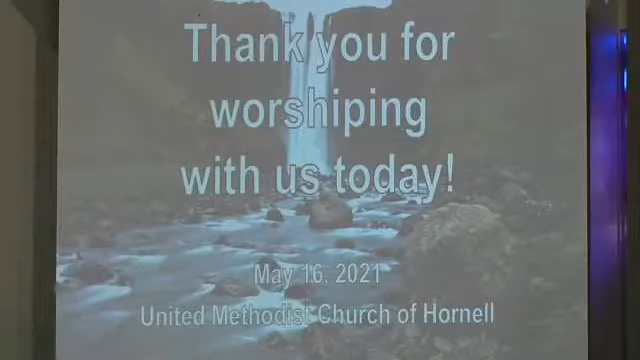 Thank you for
worshiping
with us today!
May 16, 2021
United Methodist Church of Hornell